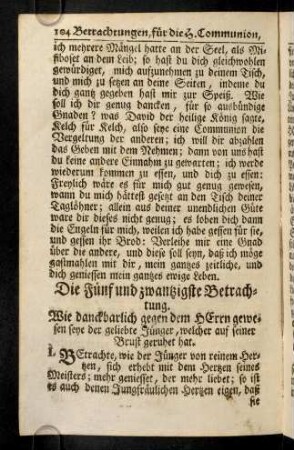 104 Betrachtungen, für die H. Communion,
ich mehrere Mängel hatte an der Seel, als Mi-
fiboset an dem Leib; so hast du dich gleichwohlen
gewürdiget, mich aufzunehmen zu deinem Tisch,
und mich zu setzen an deine Seiten, indeme du
dich gantz gegeben hast mir zur Speiß. Wie
soll ich dir genug dancken, für so ausbündige
Gnaden? was David der heilige König sagte,
Kelch für Kelch, also seye eine Communion die
Vergeltung der anderen; ich will dir abzahlen
das Geben mit dem Nehmen; dann von uns hast
du keine andere Einnahm zu gewarten; ich werde
wiederum kommen zu essen, und dich zu essen:
Freylich wäre es für mich gut genug gewesen,
wann du mich hättest gesetzt an den Tisch deiner
Taglöhner; allein aus deiner unendlichen Güte
ware dir dieses nicht genug; es loben dich dann
die Engeln für mich, weilen ich habe gessen für sie,
und gessen ihr Brod: Verleihe mir eine Gnad
über die andere, und diese soll seyn, daß ich möge
gastmahlen mit dir, mein gantzes zeitliche, und
dich geniessen mein gantzes ewige Leben.
Die Fünf und zwantzigste Betrach-
tung.
Wie danckbarlich gegen dem HErrn gewe-
sen seye der geliebte Jünger, welcher auf seiner
Brust geruhet hat.
I. BEtrachte, wie der Jünger von reinem Her-
tzen, sich erhebt mit dem Hertzen seines
Meisters; mehr geniesset, der mehr liebet; so ist
es auch denen Jungfräulichen Hertzen eigen, daß
sie